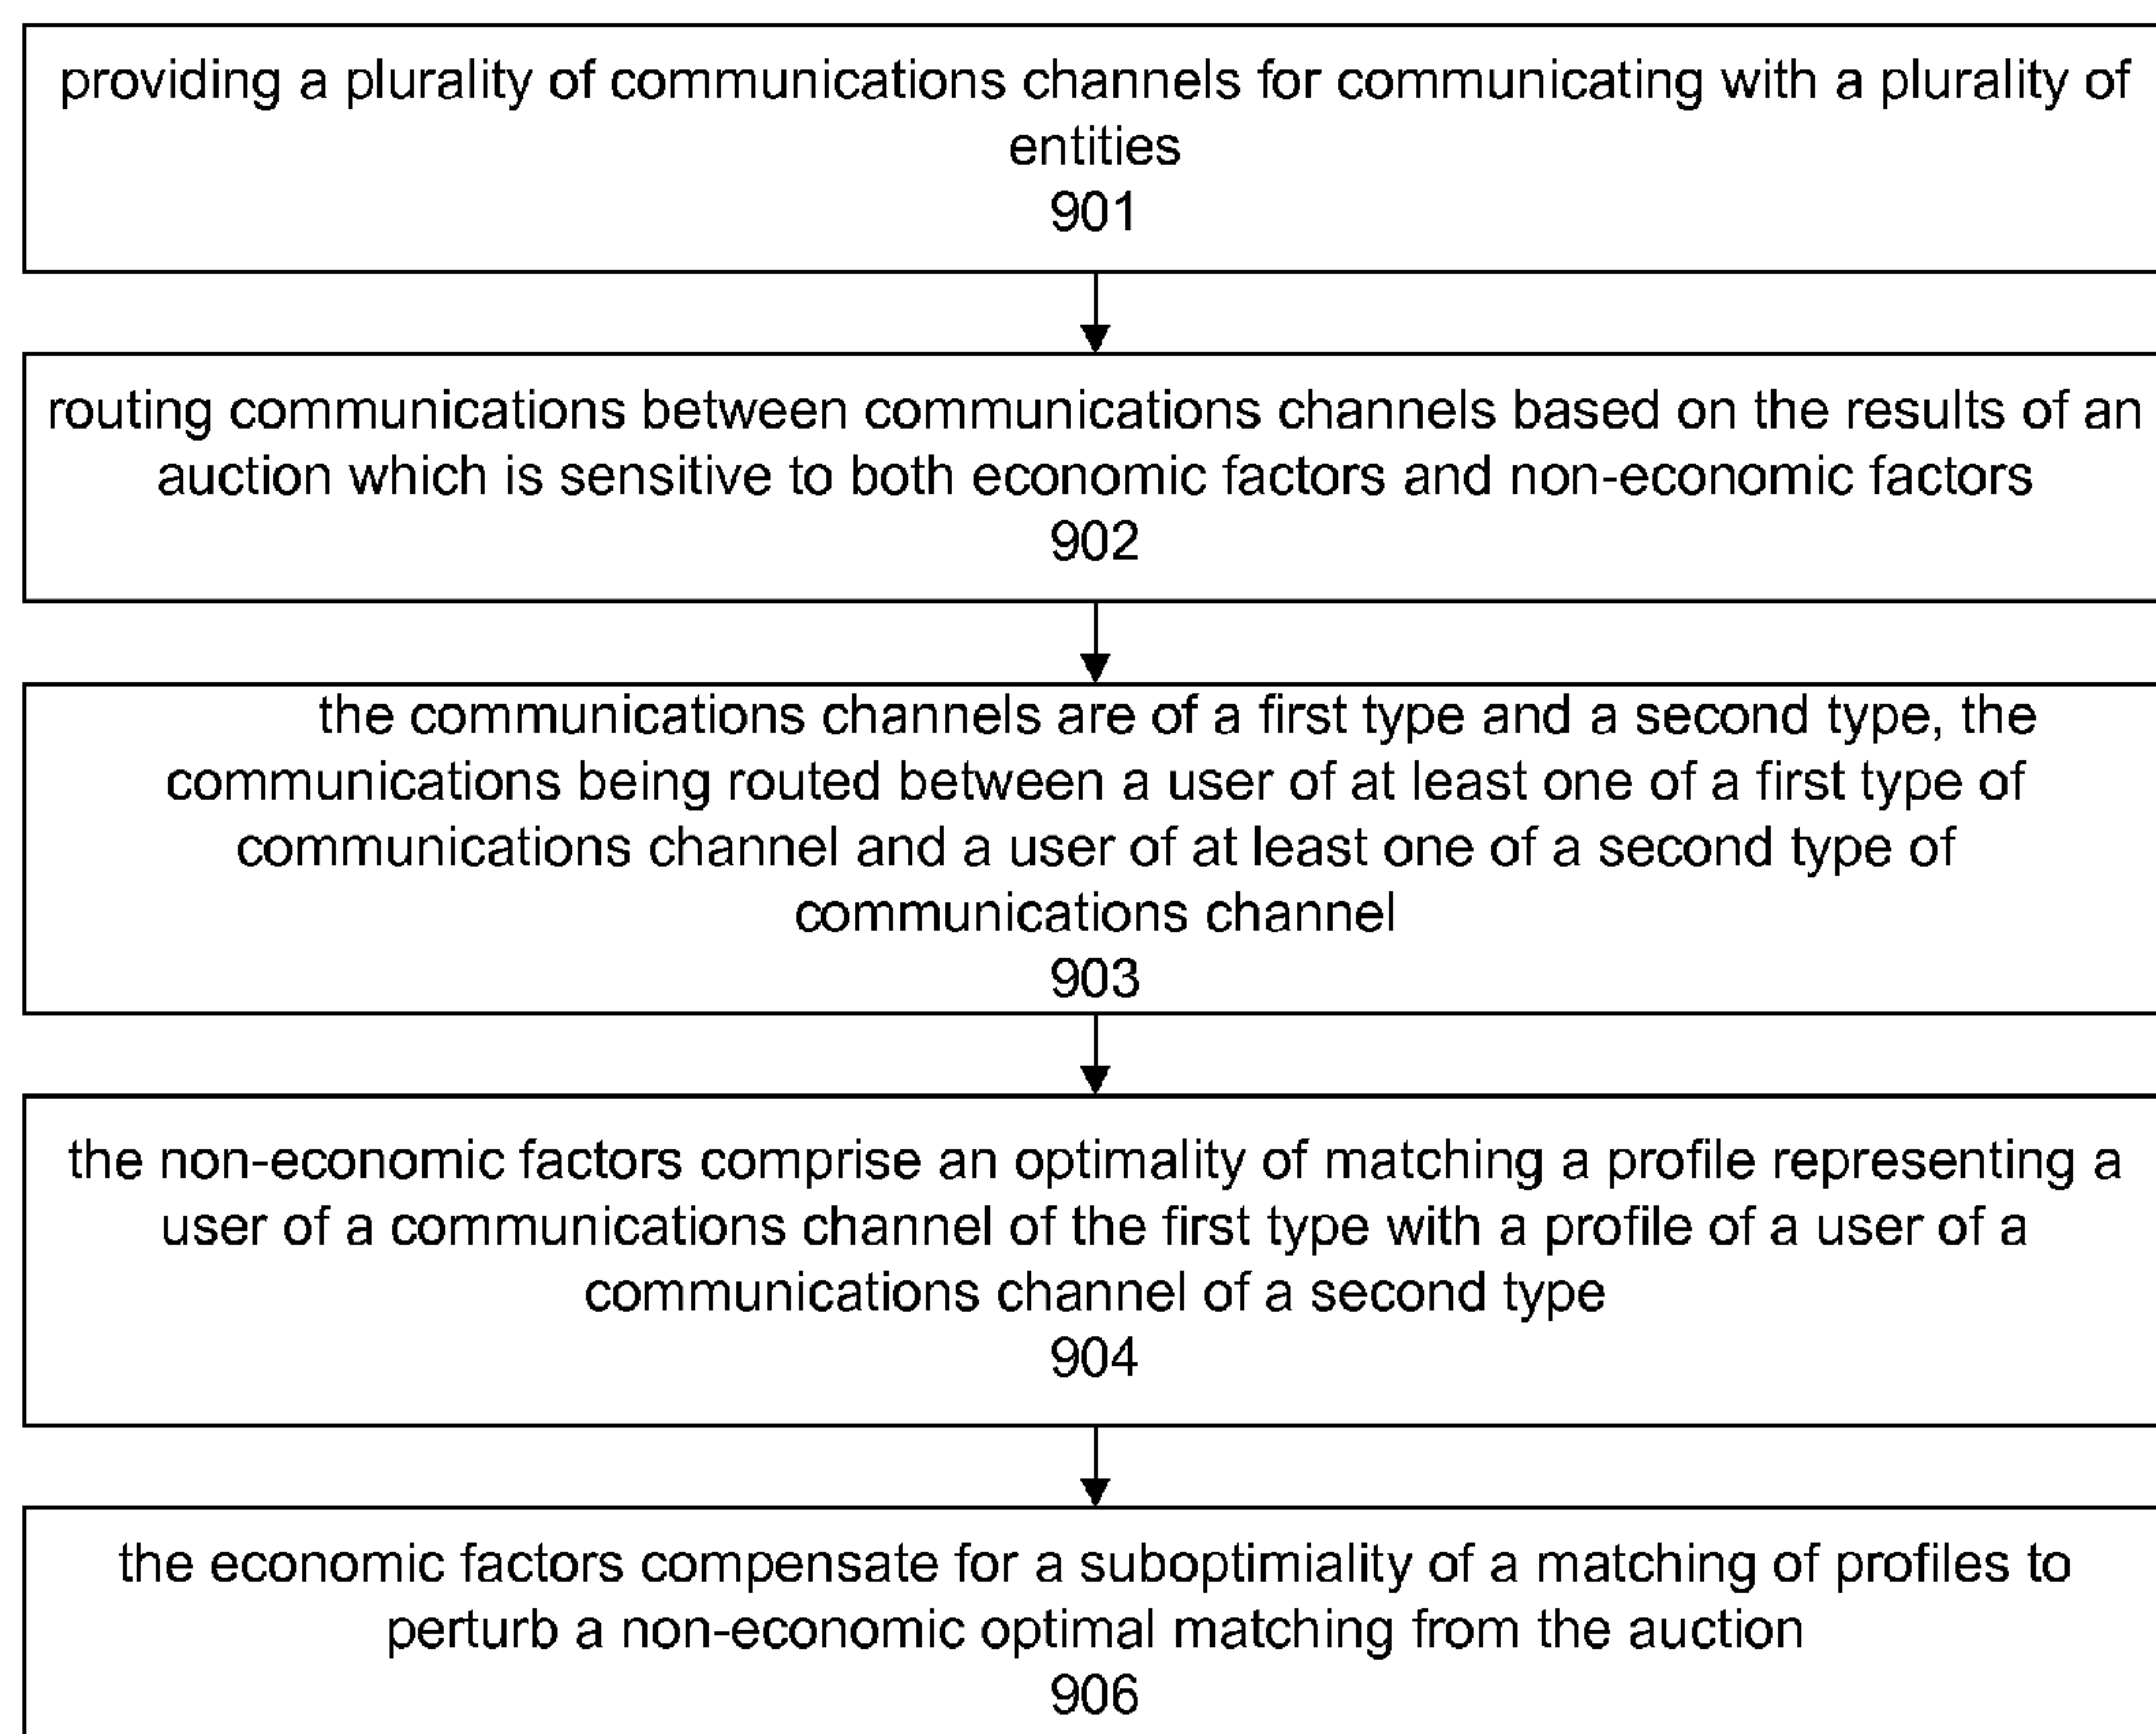 providing a plurality of communications channels for communicating with a plurality of
entities
901
routing communications between communications channels based on the results of an
auction which is sensitive to both economic factors and non-economic factors
902
the communications channels are of a first type and a second type, the
communications being routed between a user of at least one of a first type of
communications channel and a user of at least one of a second type of
communications channel
903
the non-economic factors comprise an optimality of matching a profile representing a
user of a communications channel of the first type with a profile of a user of a
communications channel of a second type
904
the economic factors compensate for a suboptimiality of a matching of profiles to
perturb a non-economic optimal matching from the auction
906